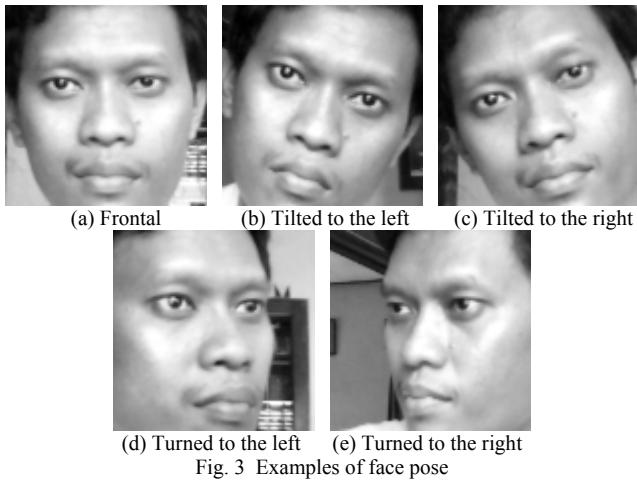 (a) Frontal (b) Tilted to the left (c) Tilted to the right
(d) Turned to the left (e) Turned to the right
Fig. 3 Examples of face pose